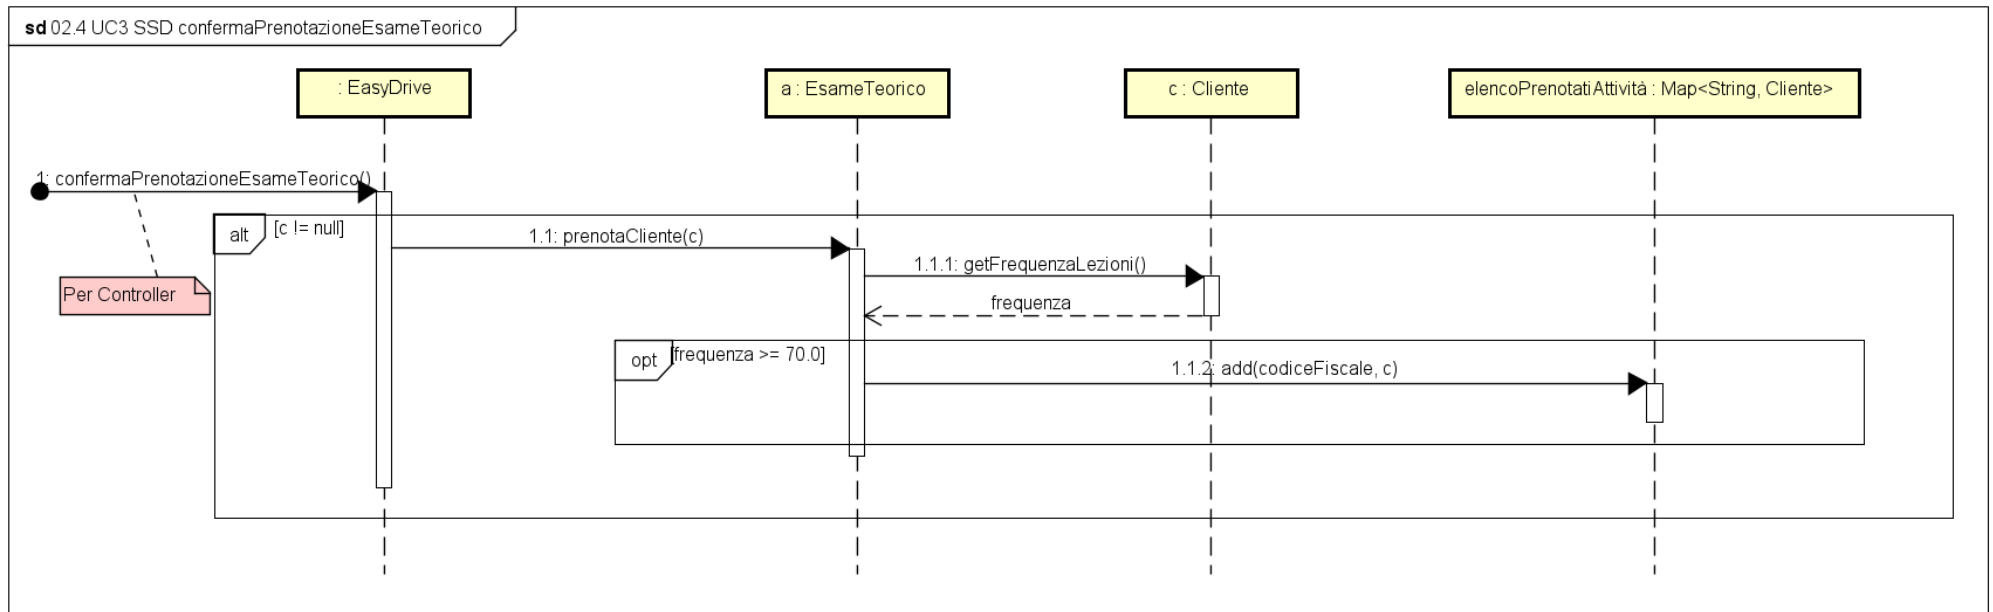 sd 02.4 UC3 SSD confermaPrenotazioneEsameTeorico
: EasyDrive
a : EsameTeorico
c : Cliente
elencoPrenotatiAttività : Map<String, Cliente>
1: confermaPrenotazioneEsameTeorico()
alt
[c != null]
1.1: prenotaCliente(c)
1.1.1: getFrequenzaLezioni()
Per Controller
frequenza
opt
[frequenza >= 70.0]
1.1.2: add(codiceFiscale, c)